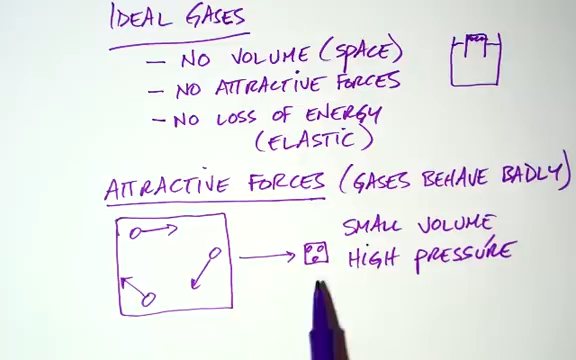 IDEAL GASES
— NO VOLUME (SPACE)
— NO ATTRACTIVE FORCES
— NO LOSS OF ENERGY
(ELASTIC)
ATTRACTIVE FORCES (GASES BEHAVE BADLY)
SMALL VOLUME
HIGH PRESSURE